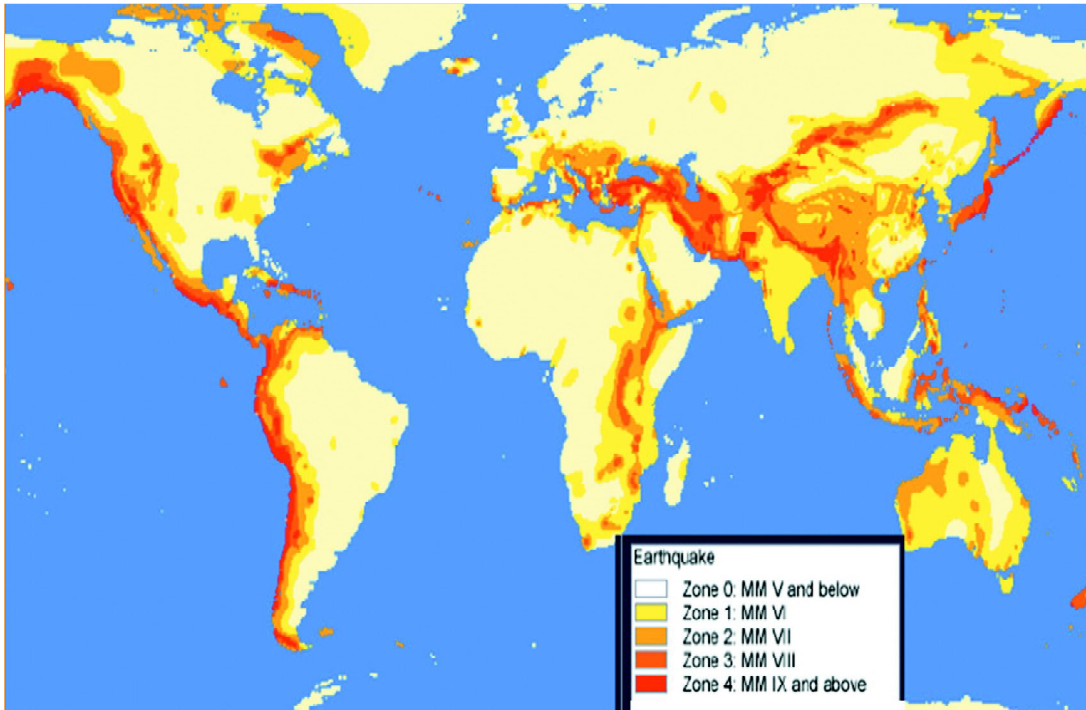 Earthquake
Zone 0: MM V and below
Zone 1: MM VI
Zone 2: MM VII
Zone 3: MM VIII
Zone 4: MM IX and above